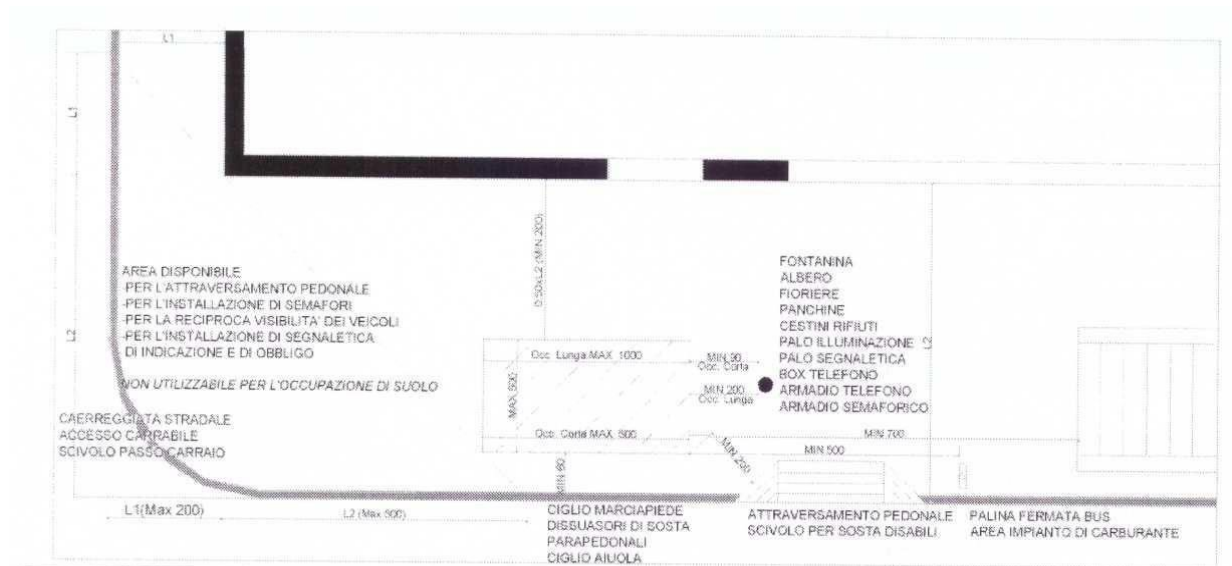 L1
L1
L2
0.50xL2 (MIN 200)
AREA DISPONIBILE
-PER L'ATTRAVERSAMENTO PEDONALE
-PER L'INSTALLAZIONE DI SEMAFORI
-PER LA RECIPROCA VISIBILITA' DEI VEICOLI
-PER L'INSTALLAZIONE DI SEGNALETICA
DI INDICAZIONE E DI OBBLIGO
NON UTILIZZABILE PER L'OCCUPAZIONE DI SUOLO
CAERREGGIATA STRADALE
ACCESSO CARRABILE
SCIVOLO PASSO CARRAIO
FONTANINA
ALBERO
FIORIERE
PANCHINE
CESTINI RIFIUTI
PALO ILLUMINAZIONE
PALO SEGNALETICA
BOX TELEFONO
ARMADIO TELEFONO
ARMADIO SEMAFORICO
L2
Occ. Lunga MAX. 1000
MIN 90
Occ. Corta
MIN 200
Occ. Lunga
Occ. Corta MAX. 500
MIN 200
MIN 700
MIN 500
MIN 60
L1(Max 200)
L2 (Max 500)
CIGLIO MARCIAPIEDE
DISSUASORI DI SOSTA
PARAPEDONALI
CIGLIO AIUOLA
ATTRAVERSAMENTO PEDONALE
SCIVOLO PER SOSTA DISABILI
PALINA FERMATA BUS
AREA IMPIANTO DI CARBURANTE